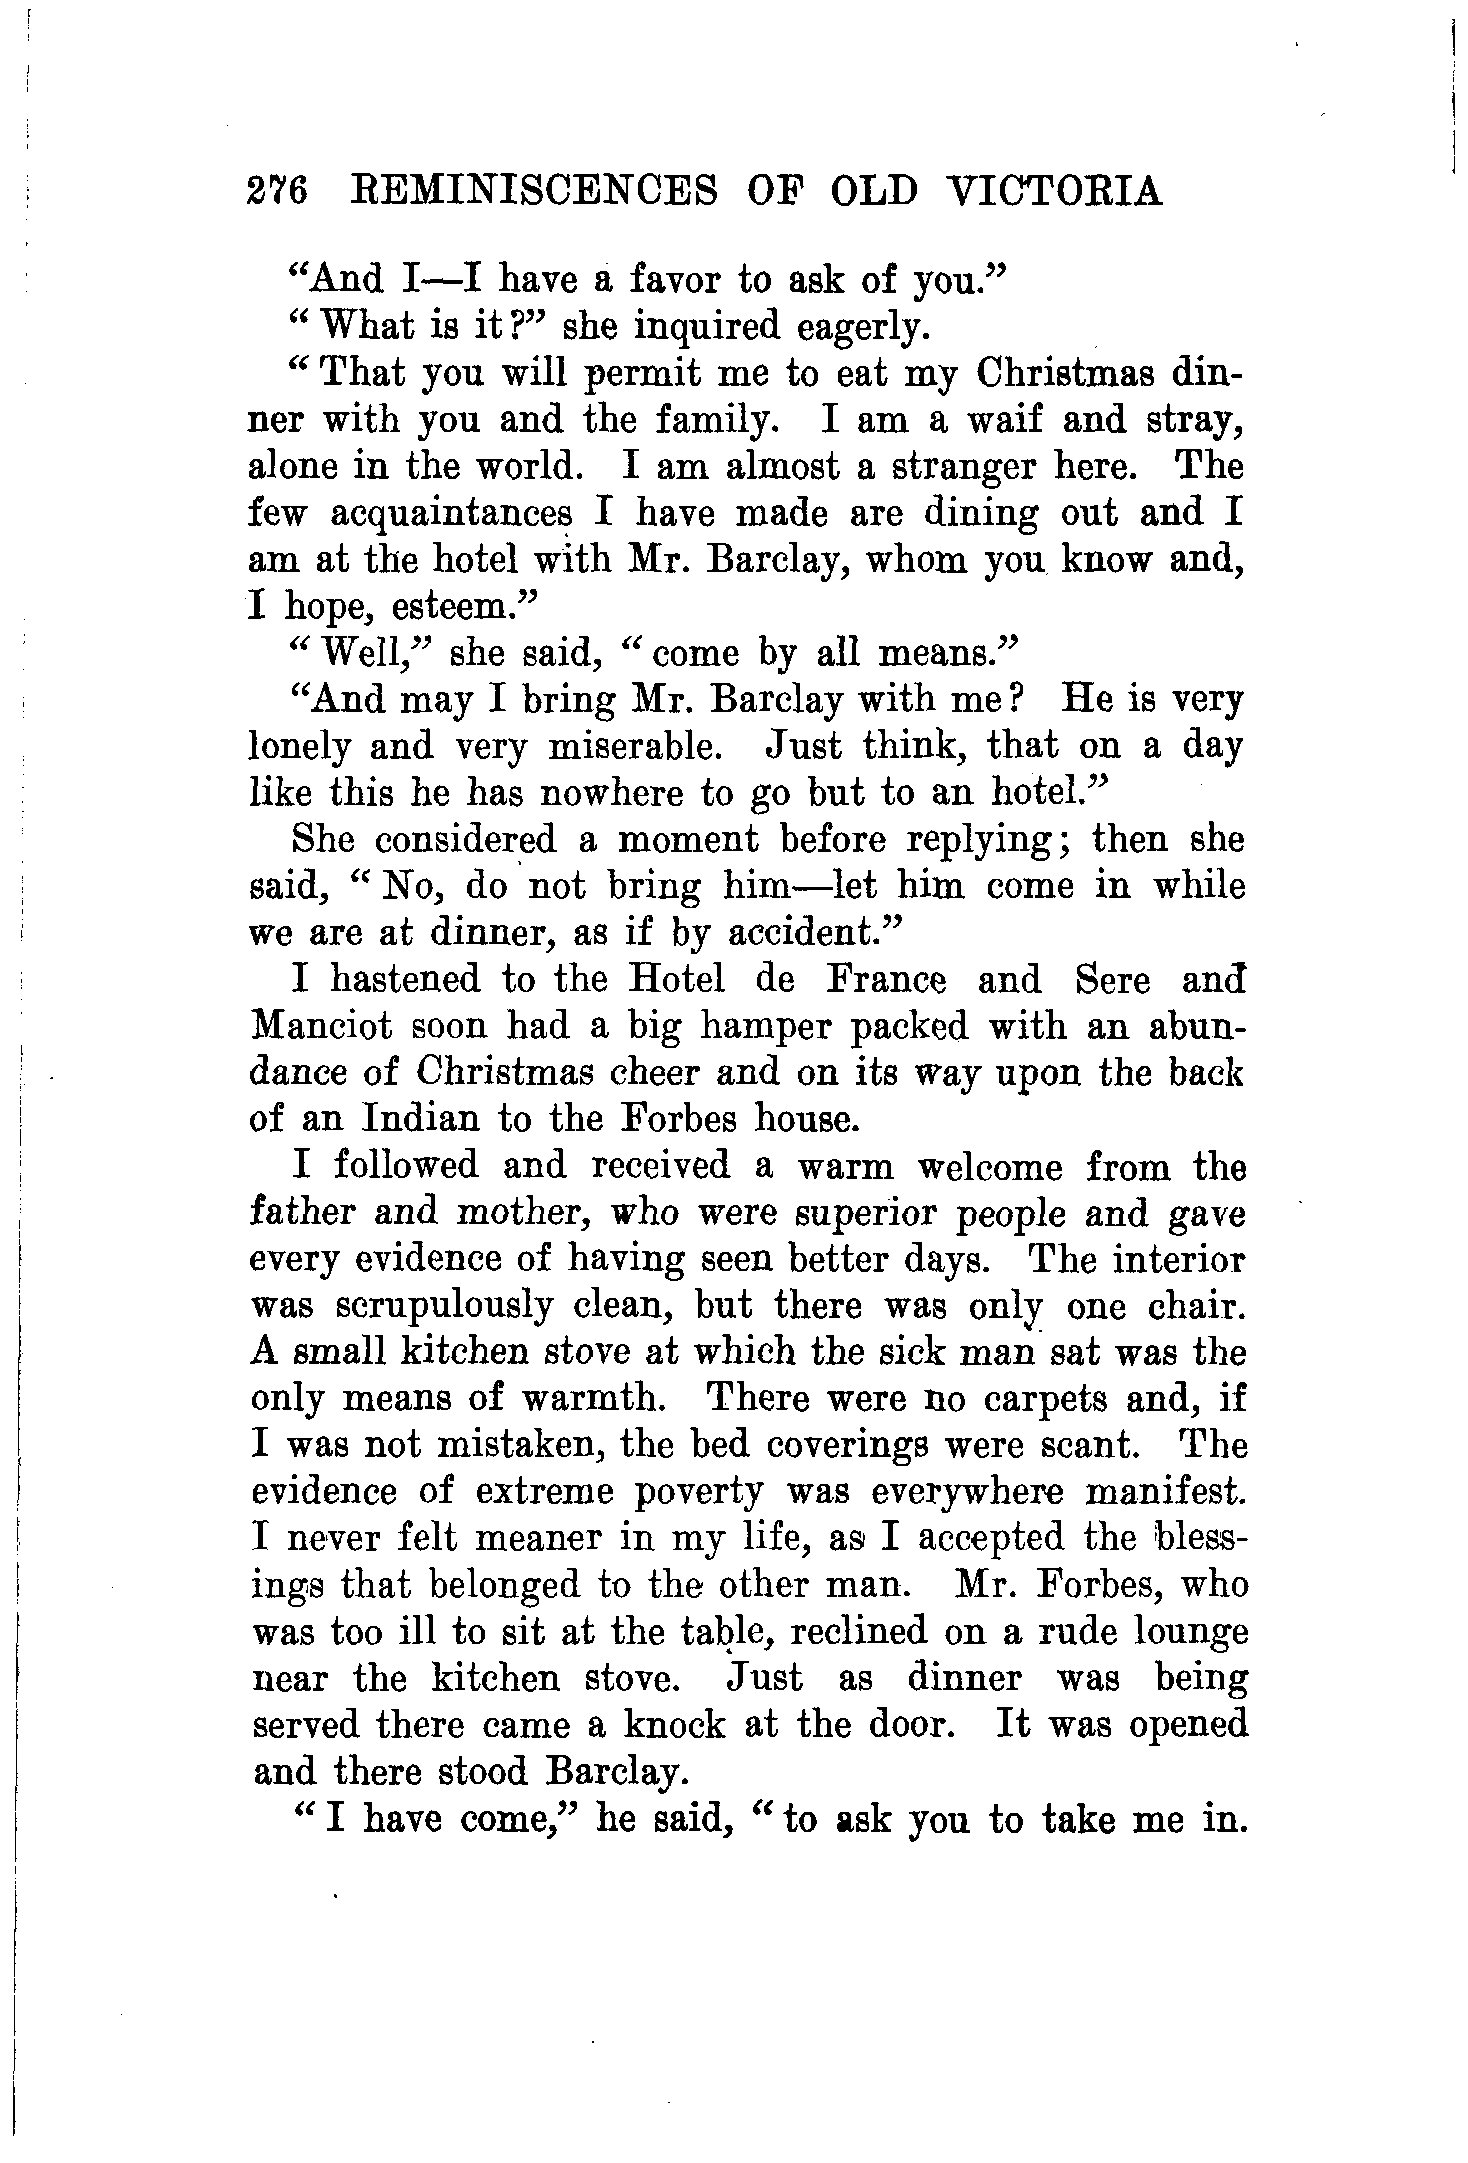 276 REMINISCENCES OF OLD VICTORIA
“And I—I have a favor to ask of you.”
“What is it?” she inquired eagerly.
“That you will permit me to eat my Christmas din-
ner with you and the family. I am a waif and stray,
alone in the world. I am almost a stranger here. The
few acquaintances I have made are dining out and I
am at the hotel with Mr. Barclay, whom you know and,
I hope, esteem.”
“Well,” she said, “come by all means.”
“And may I bring Mr. Barclay with me? He is very
lonely and very miserable. Just think, that on a day
like this he has nowhere to go but to an hotel.”
She considered a moment before replying; then she
said, “No, do not bring him—let him come in while
we are at dinner, as if by accident.”
I hastened to the Hotel de France and Sere and
Manciot soon had a big hamper packed with an abun-
dance of Christmas cheer and on its way upon the back
of an Indian to the Forbes house.
I followed and received a warm welcome from the
father and mother, who were superior people and gave
every evidence of having seen better days. The interior
was scrupulously clean, but there was only one chair.
A small kitchen stove at which the sick man sat was the
only means of warmth. There were no carpets and, if
I was not mistaken, the bed coverings were scant. The
evidence of extreme poverty was everywhere manifest.
I never felt meaner in my life, as I accepted the bless-
ings that belonged to the other man. Mr. Forbes, who
was too ill to sit at the table, reclined on a rude lounge
near the kitchen stove. Just as dinner was being
served there came a knock at the door. It was opened
and there stood Barclay.
“I have come,” he said, “to ask you to take me in.